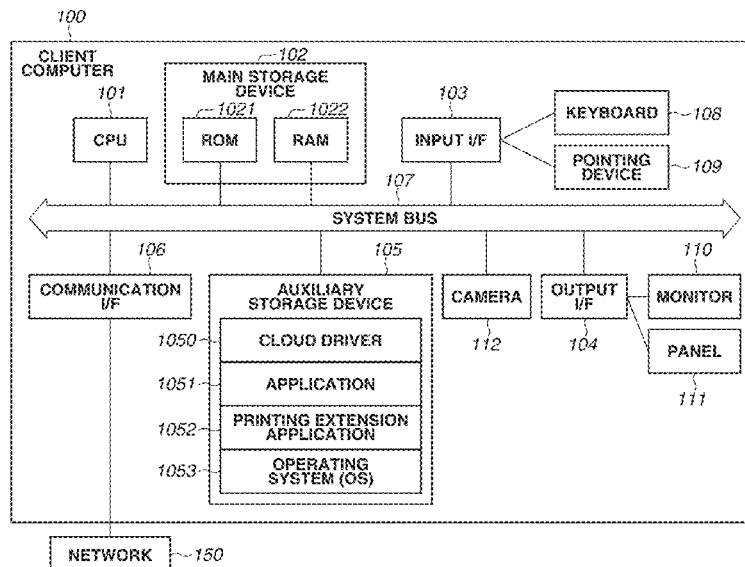 100
CLIENT
COMPUTER
102
MAIN STORAGE
DEVICE
101
CPU
1021
ROM
1022
RAM
103
INPUT I/F
KEYBOARD
108
POINTING
DEVICE
109
107
SYSTEM BUS
106
COMMUNICATION
I/F
105
AUXILIARY
STORAGE DEVICE
1050
CLOUD DRIVER
1051
APPLICATION
1052
PRINTING EXTENSION
APPLICATION
1053
OPERATING
SYSTEM (OS)
CAMERA
112
OUTPUT
I/F
104
110
MONITOR
PANEL
111
NETWORK
150